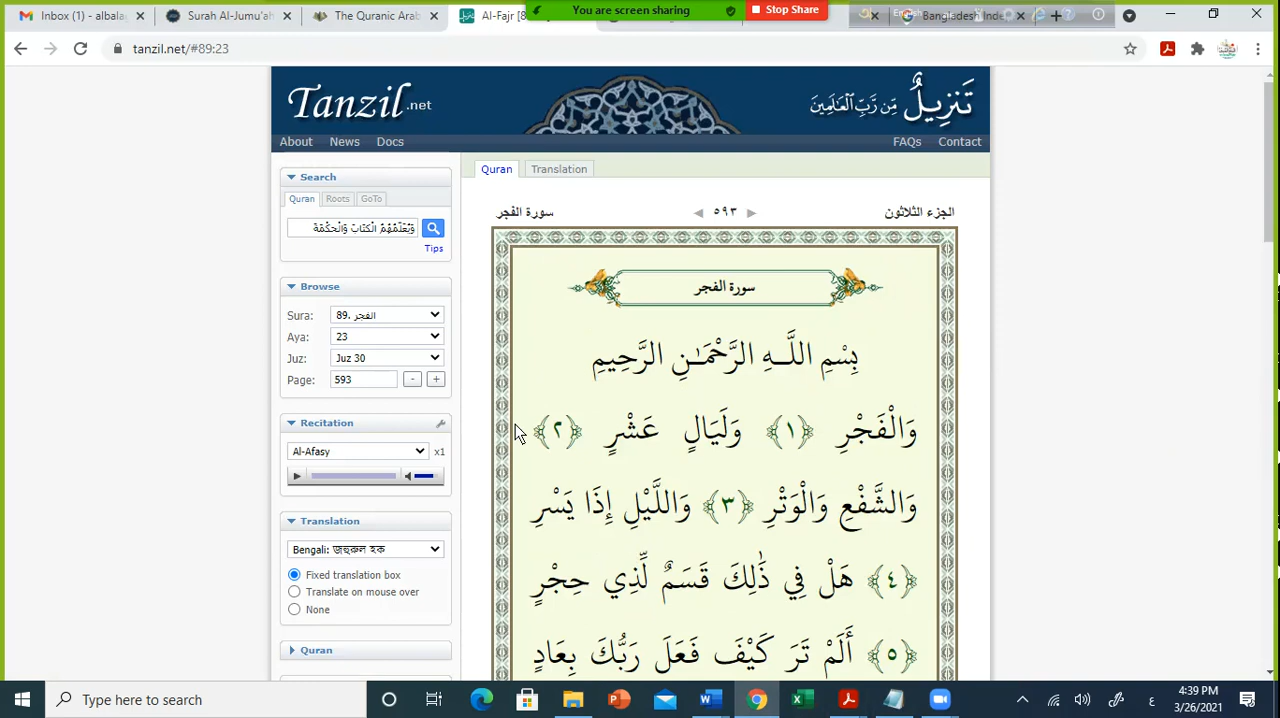 Inbox (1) - albala
Surah Al-Jumu'ah
The Quranic Arab
Al-Fajr [8
You are screen sharing
Stop Share
English
Bangladesh Inde
tanzil.net/#89:23
Tanzil.net
تَنزِيلٌ مِّن رَّبِّ الْعَالَمِينَ
About News Docs
FAQs Contact
Search
Quran Roots GoTo
وَيُعَلِّمُهُمُ الْكِتَابَ وَالْحِكْمَةَ
Tips
Browse
Sura: 89. الفجر
Aya: 23
Juz: Juz 30
Page: 593 - +
Recitation
Al-Afasy x1
Translation
Bengali: জহুরুল হক
Fixed translation box
Translate on mouse over
None
Quran
Quran Translation
الجزء الثلاثون ٥٩٣ سورة الفجر
سورة الفجر
بِسْمِ اللَّـهِ الرَّحْمَـٰنِ الرَّحِيمِ
وَالْفَجْرِ ﴿١﴾ وَلَيَالٍ عَشْرٍ ﴿٢﴾
وَالشَّفْعِ وَالْوَتْرِ ﴿٣﴾ وَاللَّيْلِ إِذَا يَسْرِ
﴿٤﴾ هَلْ فِي ذَٰلِكَ قَسَمٌ لِّذِي حِجْرٍ
﴿٥﴾ أَلَمْ تَرَ كَيْفَ فَعَلَ رَبُّكَ بِعَادٍ
Type here to search
ع
4:39 PM
3/26/2021